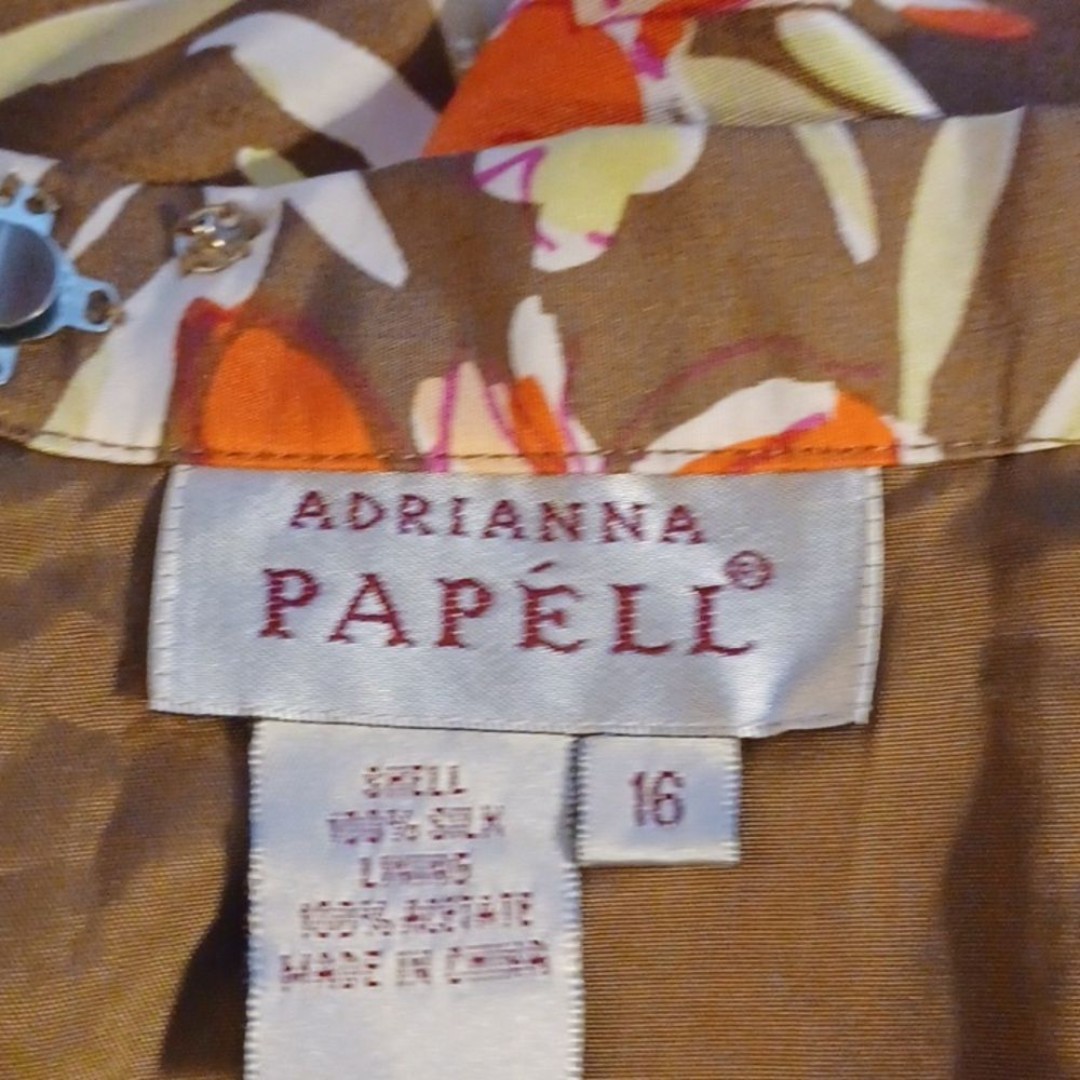 ADRIANNA
PAPÉLL®
16
SHELL
100% SILK
LINING
100% ACETATE
MADE IN CHINA